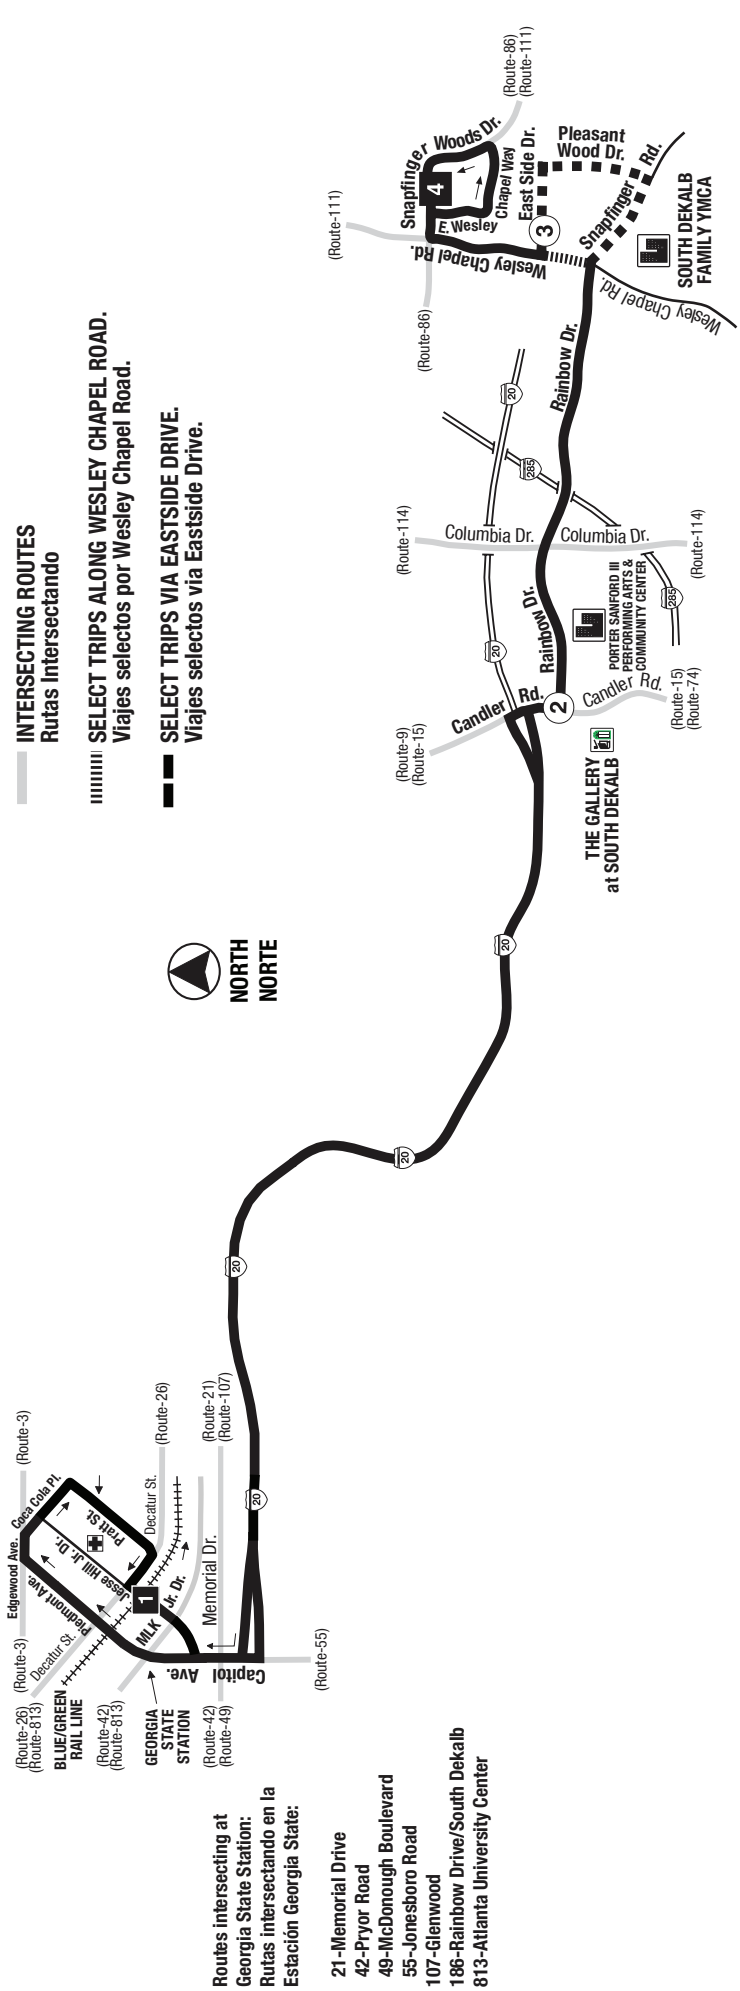 INTERSECTING ROUTES
Rutas Intersectando
SELECT TRIPS ALONG WESLEY CHAPEL ROAD.
Viajes selectos por Wesley Chapel Road.
SELECT TRIPS VIA EASTSIDE DRIVE.
Viajes selectos via Eastside Drive.
NORTH
NORTE
(Route-3)
Edgewood Ave.
Coca Cola Pl.
(Route-3)
Pratt St.
Jesse Hill Jr. Dr.
Piedmont Ave.
(Route-26)
(Route-813)
Decatur St.
Decatur St.
(Route-26)
BLUE/GREEN
RAIL LINE
1
MLK Jr. Dr.
(Route-42)
(Route-813)
GEORGIA
STATE
STATION
Memorial Dr.
(Route-21)
(Route-107)
(Route-42)
(Route-49)
Capitol Ave.
(Route-55)
20
20
20
20
Routes intersecting at
Georgia State Station:
Rutas intersectando en la
Estación Georgia State:
21-Memorial Drive
42-Pryor Road
49-McDonough Boulevard
55-Jonesboro Road
107-Glenwood
186-Rainbow Drive/South Dekalb
813-Atlanta University Center
(Route-9)
(Route-15)
Candler Rd.
2
Candler Rd.
(Route-15)
(Route-74)
THE GALLERY
at SOUTH DEKALB
20
Rainbow Dr.
PORTER SANFORD III
PERFORMING ARTS &
COMMUNITY CENTER
285
(Route-114)
Columbia Dr.
Columbia Dr.
(Route-114)
285
20
Rainbow Dr.
(Route-86)
(Route-111)
Wesley Chapel Rd.
Snapfinger Woods Dr.
4
E. Wesley
Chapel Way
(Route-86)
(Route-111)
3
East Side Dr.
Pleasant
Wood Dr.
Snapfinger Rd.
Wesley Chapel Rd.
SOUTH DEKALB
FAMILY YMCA